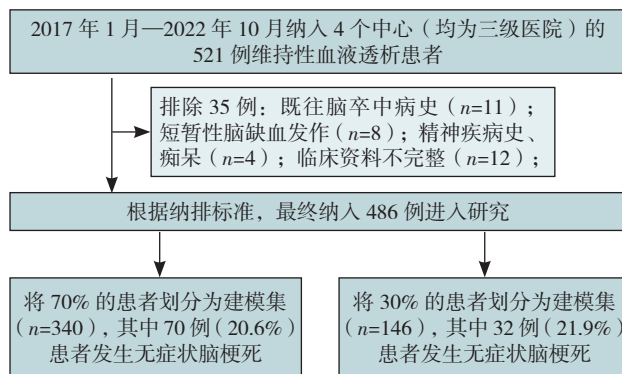 2017 年 1 月—2022 年 10 月纳入 4 个中心（均为三级医院）的
521 例维持性血液透析患者
排除 35 例：既往脑卒中病史（n=11）；
短暂性脑缺血发作（n=8）；精神疾病史、
痴呆（n=4）；临床资料不完整（n=12）；
根据纳排标准，最终纳入 486 例进入研究
将 70% 的患者划分为建模集
（n=340），其中 70 例（20.6%）
患者发生无症状脑梗死
将 30% 的患者划分为建模集
（n=146），其中 32 例（21.9%）
患者发生无症状脑梗死